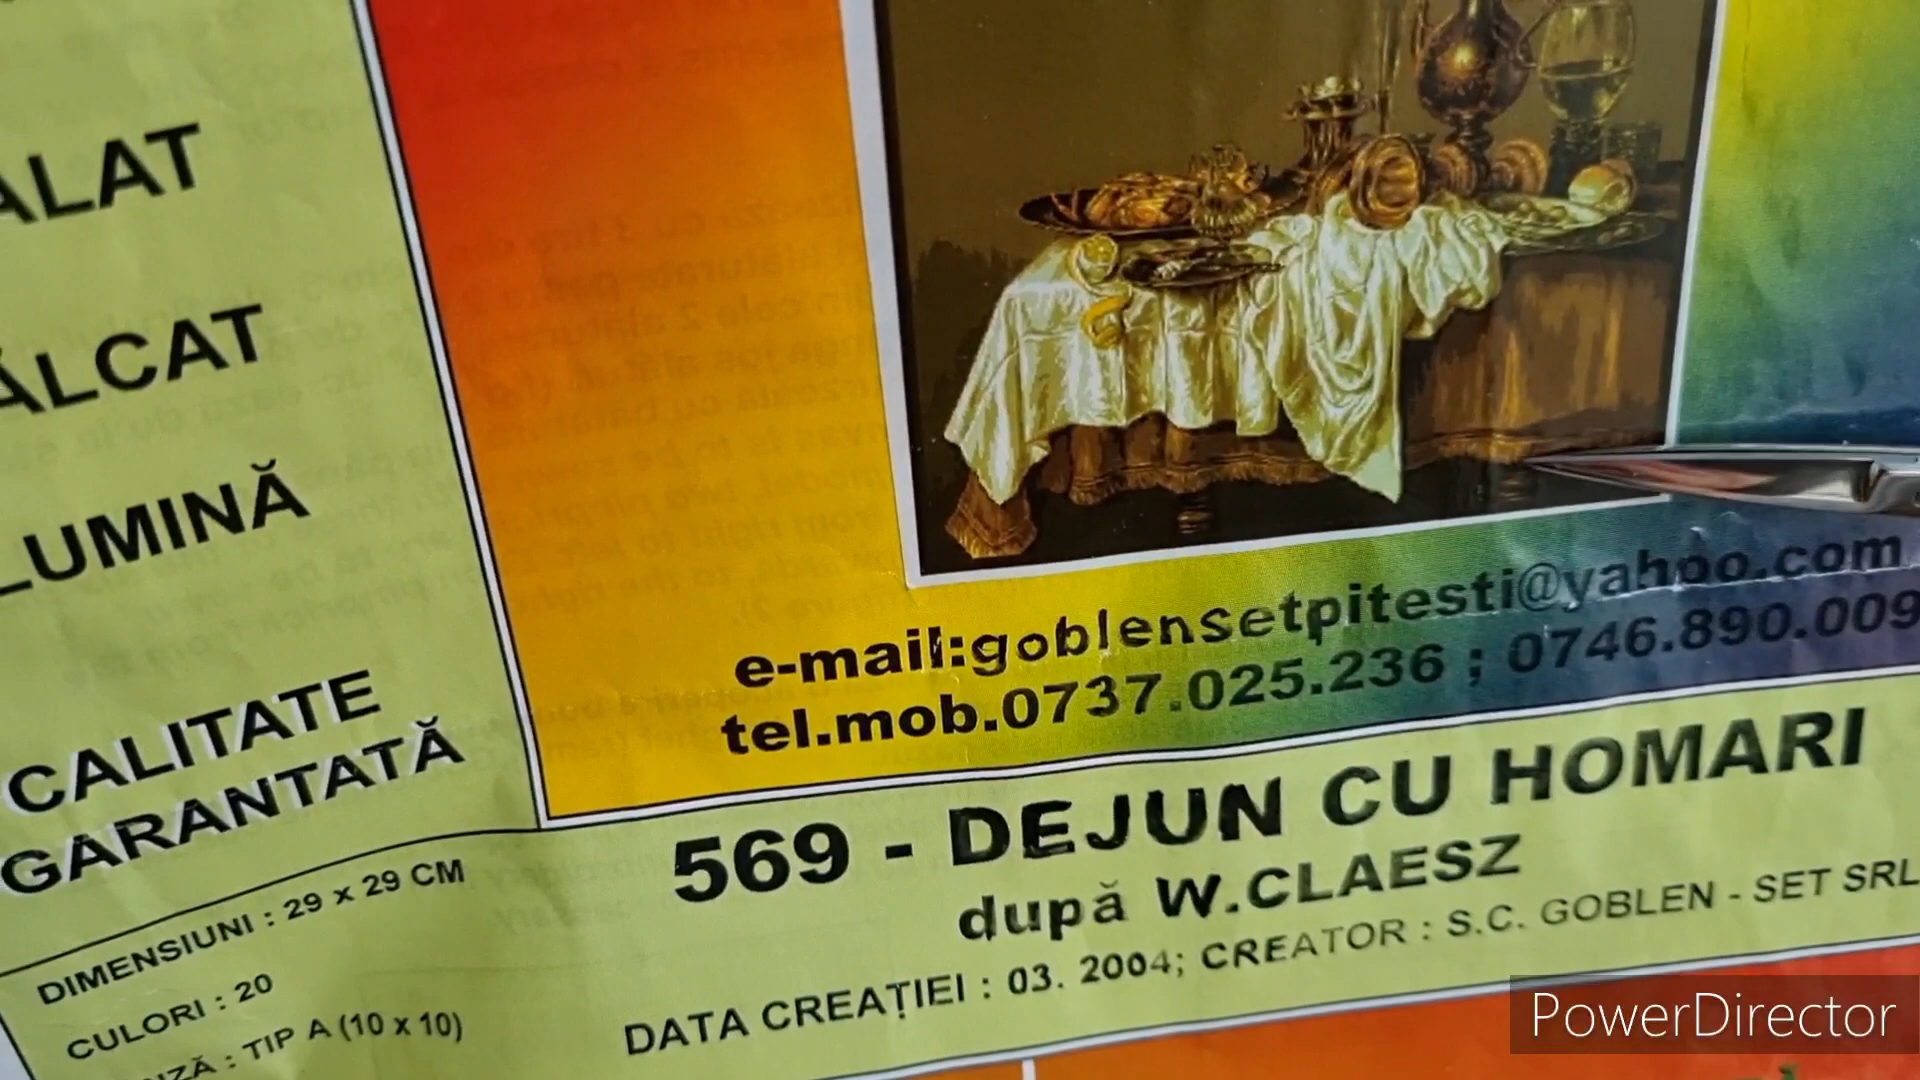 ALAT
ĂLCAT
LUMINĂ
CALITATE
GARANTATĂ
e-mail:goblensetpitesti@yahoo.com
tel.mob.0737.025.236 ; 0746.890.009
569 - DEJUN CU HOMARI
după W.CLAESZ
DATA CREAȚIEI : 03. 2004; CREATOR : S.C. GOBLEN - SET SRL
DIMENSIUNI : 29 x 29 CM
CULORI : 20
NZĂ : TIP A (10 x 10)
PowerDirector